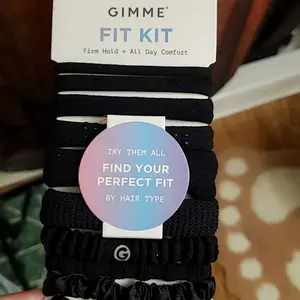 GIMME®
FIT KIT
Firm Hold + All Day Comfort
TRY THEM ALL
FIND YOUR
PERFECT FIT
BY HAIR TYPE
G